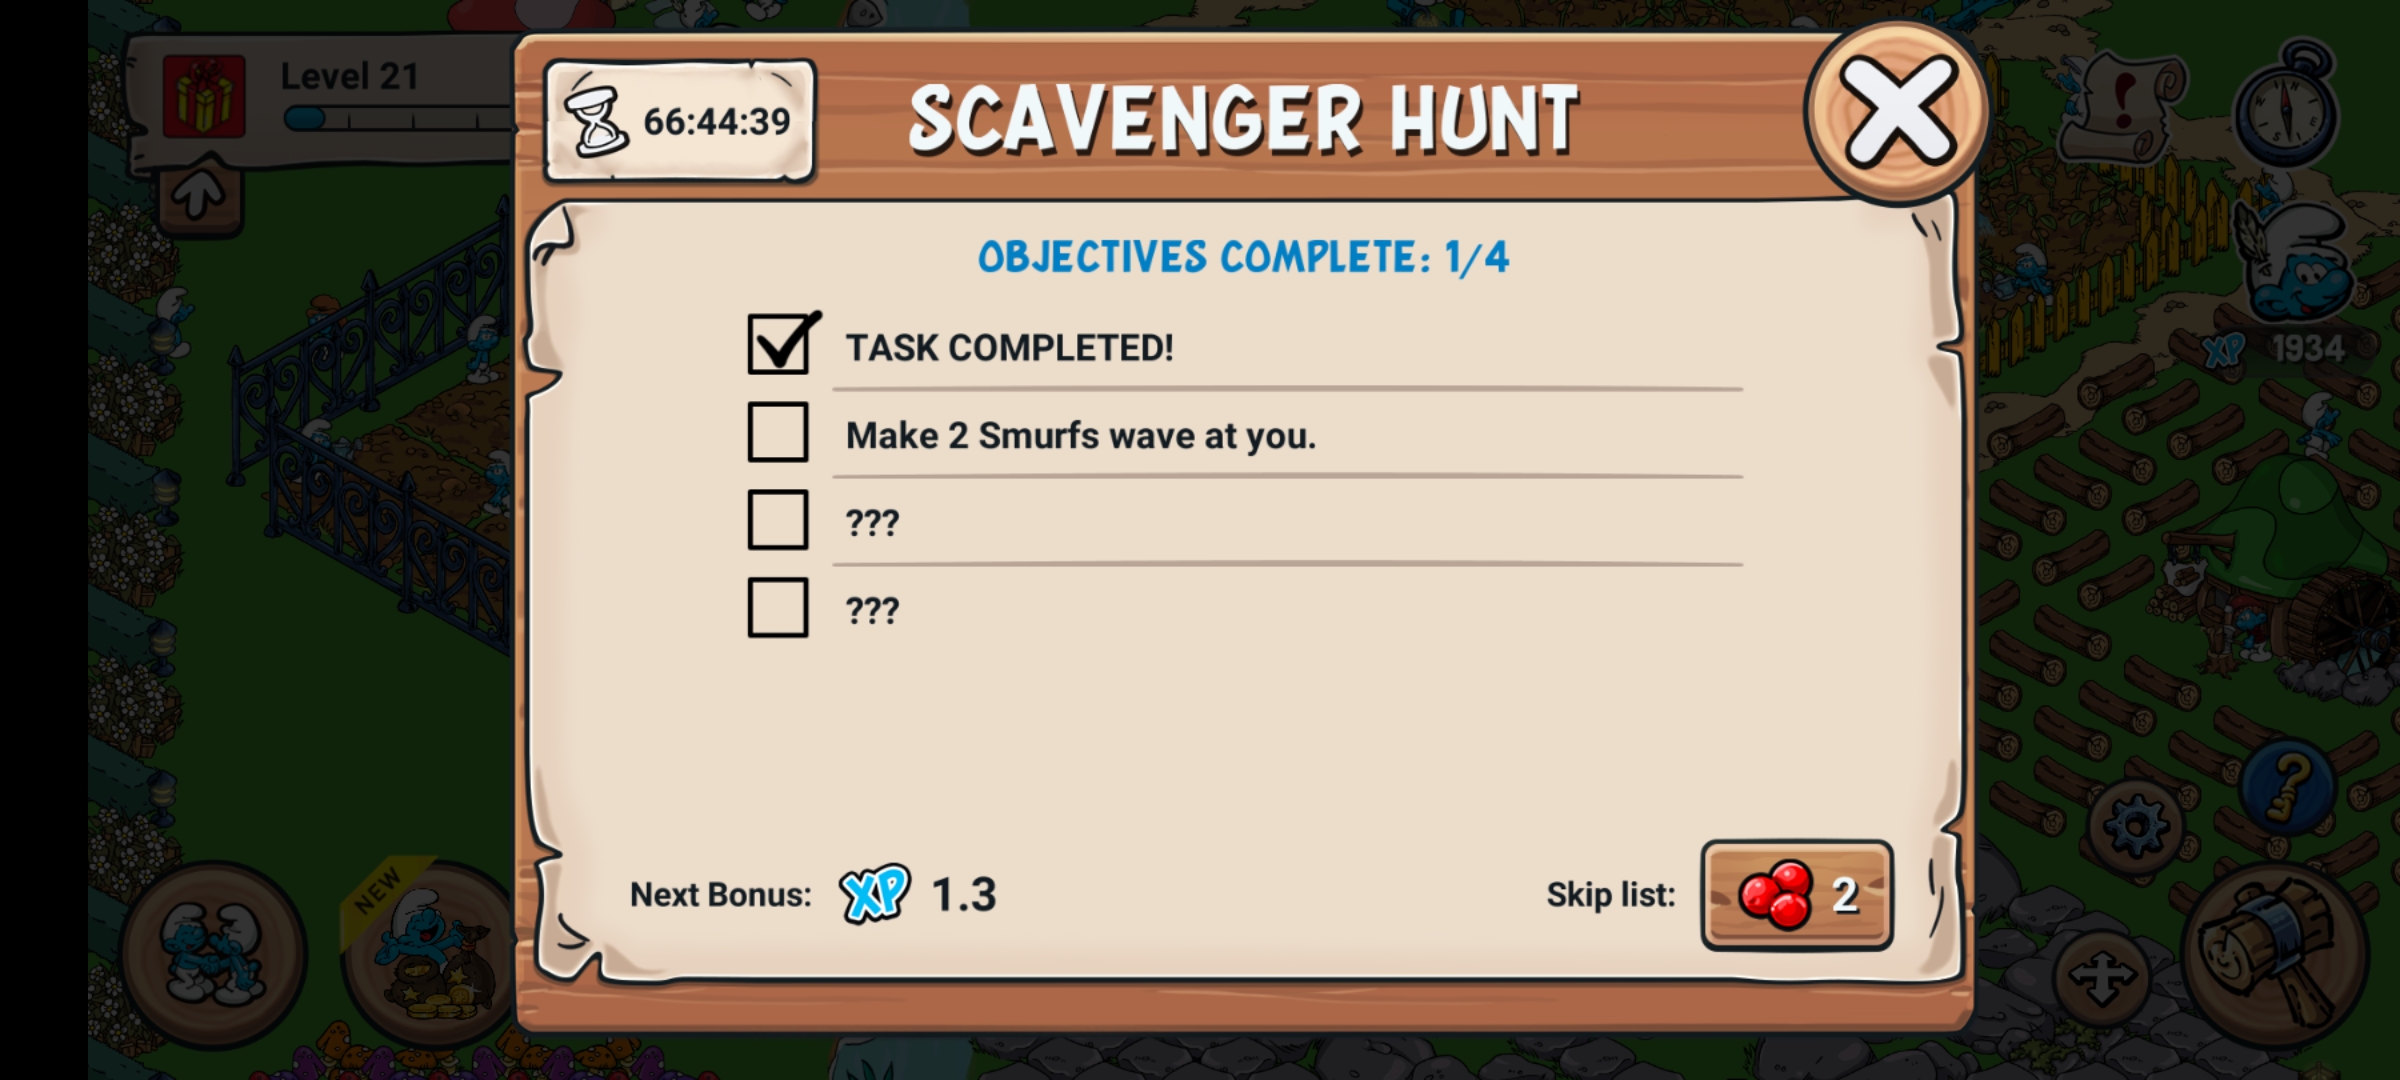 Level 21
66:44:39
SCAVENGER HUNT
OBJECTIVES COMPLETE: 1/4
TASK COMPLETED!
Make 2 Smurfs wave at you.
???
???
XP 1934
NEW
Next Bonus: XP 1.3
Skip list: 2